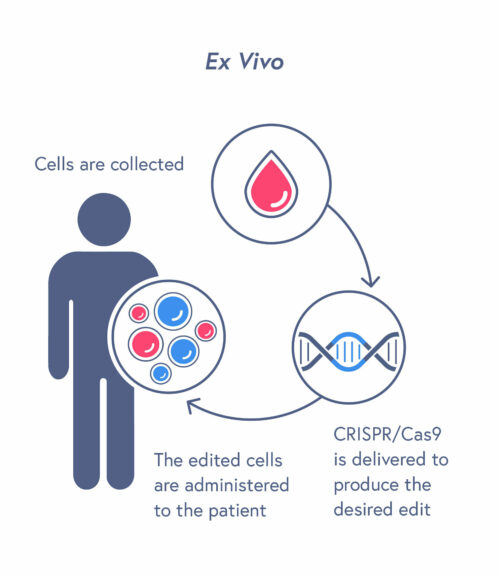 Ex Vivo
Cells are collected
CRISPR/Cas9
is delivered to
produce the
desired edit
The edited cells
are administered
to the patient